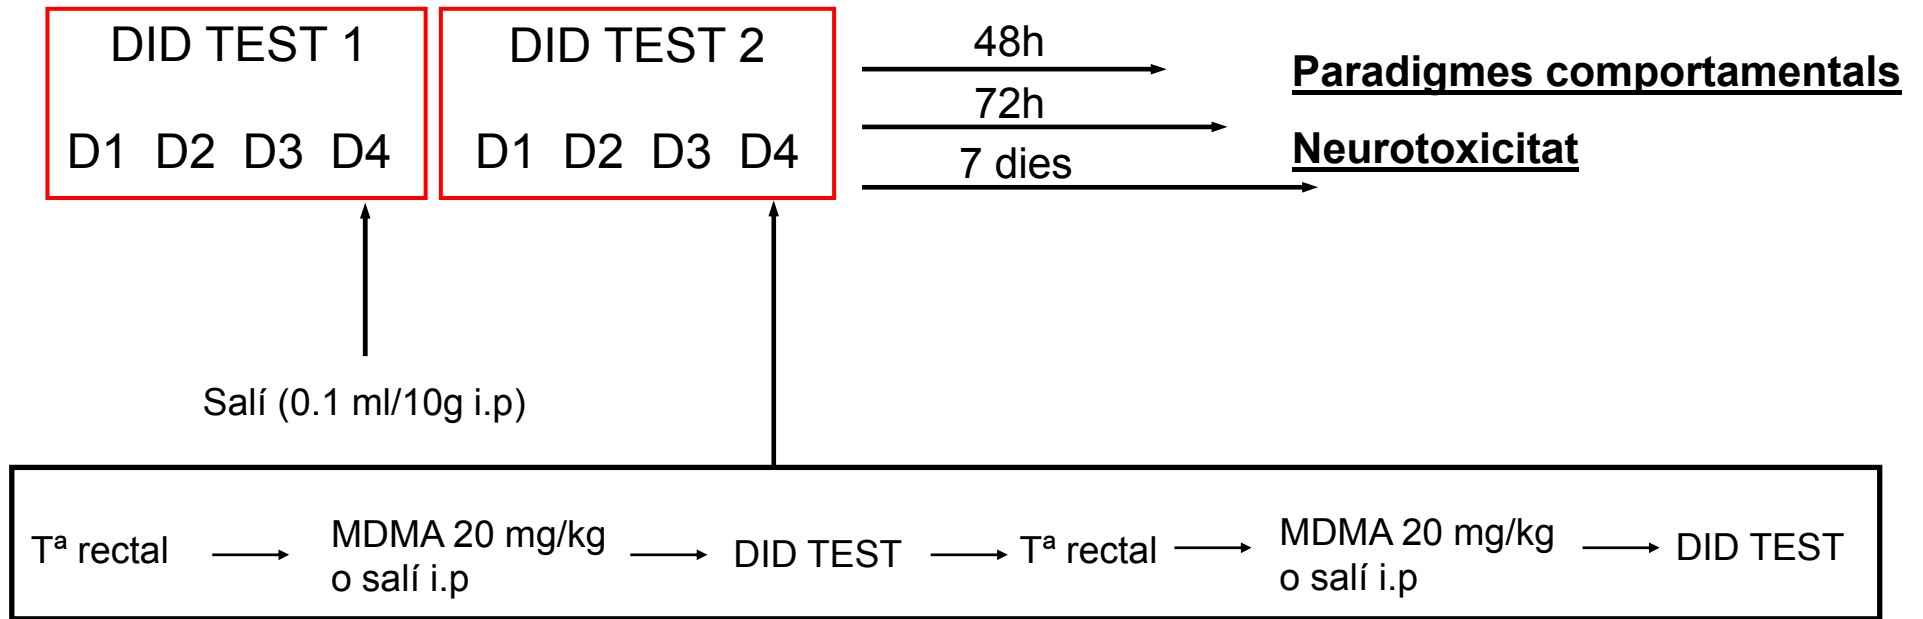 DID TEST 1
D1 D2 D3 D4
DID TEST 2
D1 D2 D3 D4
48h
72h
7 dies
Paradigmes comportamentals
Neurotoxicitat
Salí (0.1 ml/10g i.p)
Tª rectal
MDMA 20 mg/kg
o salí i.p
DID TEST
Tª rectal
MDMA 20 mg/kg
o salí i.p
DID TEST